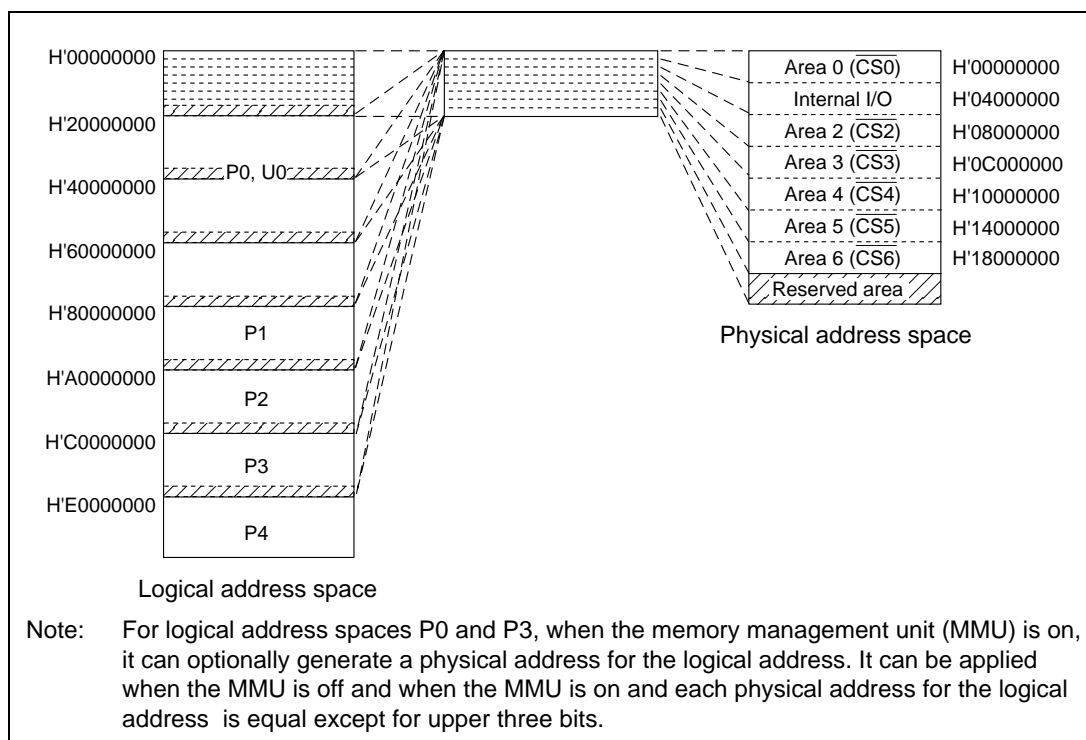 H'00000000
H'20000000
P0, U0
H'40000000
H'60000000
H'80000000
P1
H'A0000000
P2
H'C0000000
P3
H'E0000000
P4
Logical address space
Area 0 (CS0) H'00000000
Internal I/O H'04000000
Area 2 (CS2) H'08000000
Area 3 (CS3) H'0C000000
Area 4 (CS4) H'10000000
Area 5 (CS5) H'14000000
Area 6 (CS6) H'18000000
Reserved area
Physical address space
Note: For logical address spaces P0 and P3, when the memory management unit (MMU) is on,
it can optionally generate a physical address for the logical address. It can be applied
when the MMU is off and when the MMU is on and each physical address for the logical
address is equal except for upper three bits.